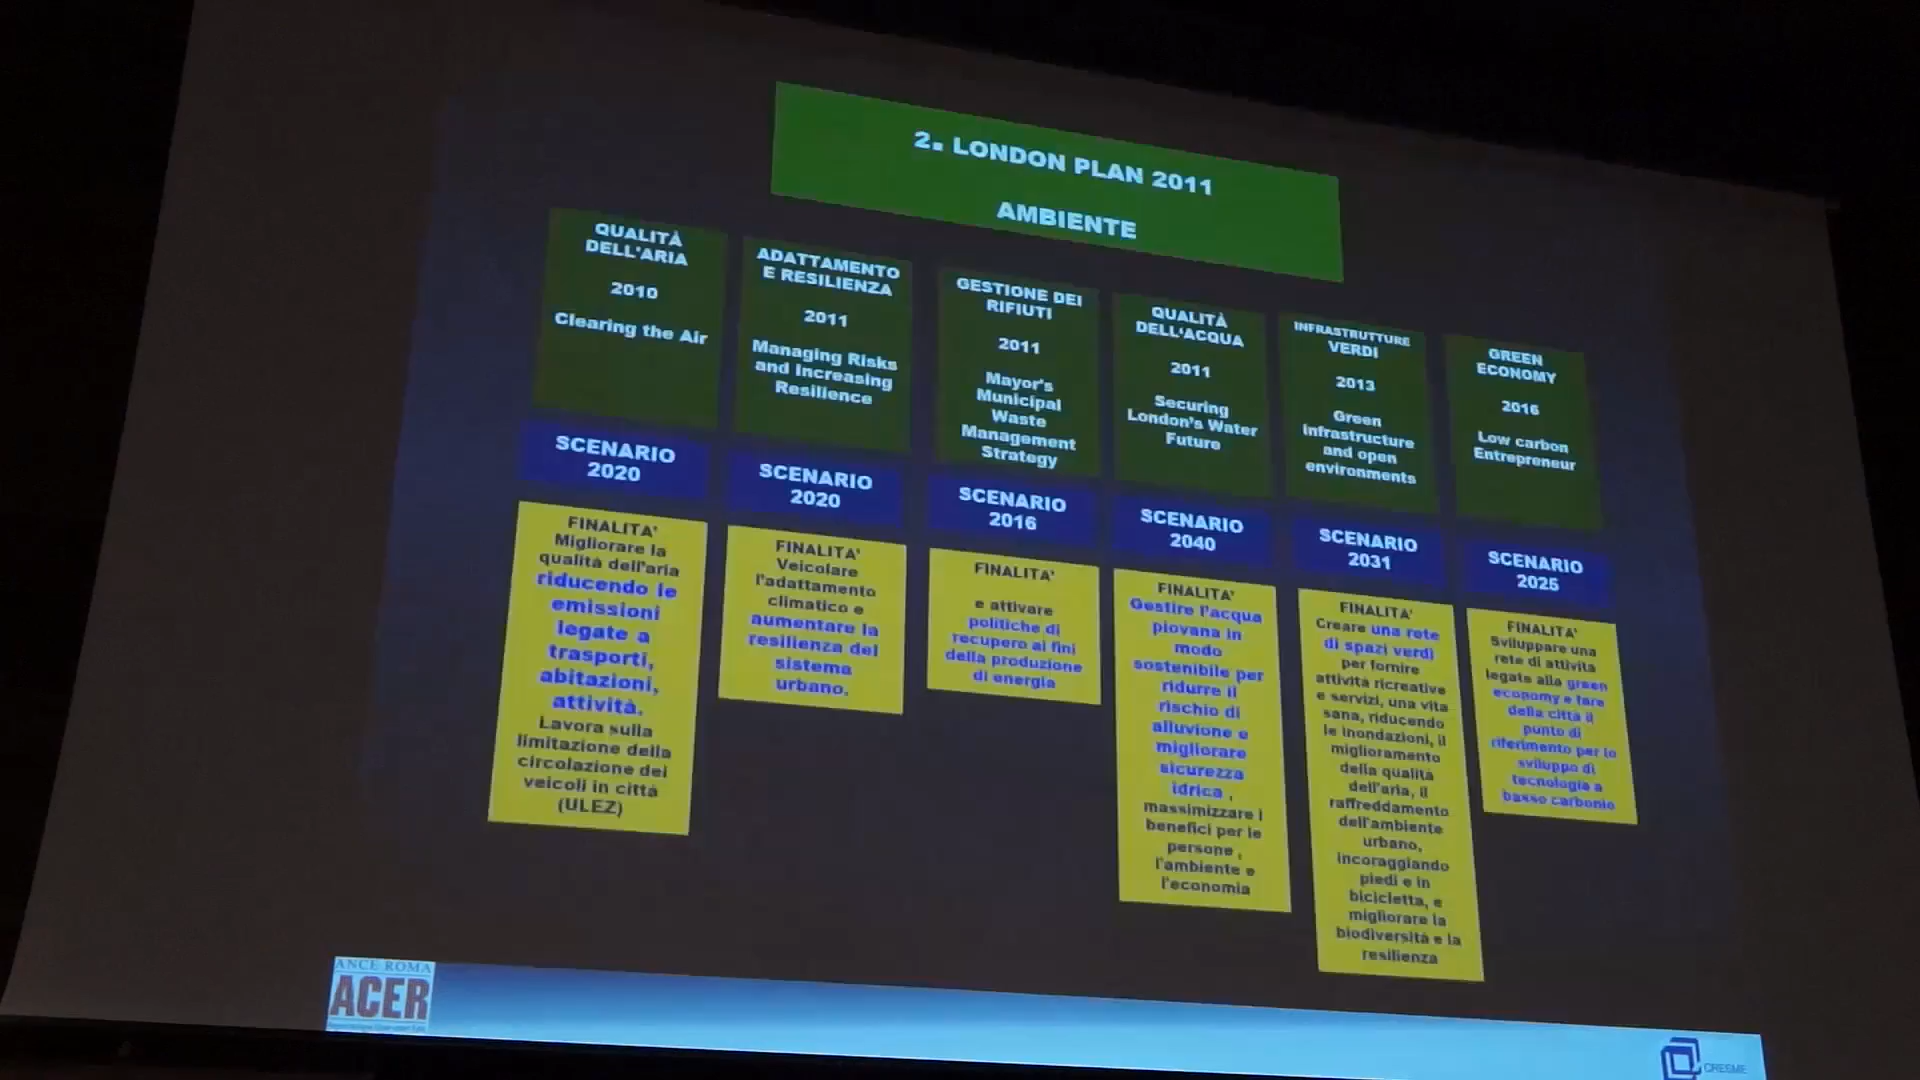 2. LONDON PLAN 2011
AMBIENTE
QUALITÀ
DELL'ARIA
2010
Clearing the Air
SCENARIO
2020
FINALITA'
Migliorare la
qualità dell'aria
riducendo le
emissioni
legate a
trasporti,
abitazioni,
attività.
Lavora sulla
limitazione della
circolazione dei
veicoli in città
(ULEZ)
ADATTAMENTO
E RESILIENZA
2011
Managing Risks
and Increasing
Resilience
SCENARIO
2020
FINALITA'
Veicolare
l'adattamento
climatico e
aumentare la
resilienza del
sistema
urbano.
GESTIONE DEI
RIFIUTI
2011
Mayor's
Municipal
Waste
Management
Strategy
SCENARIO
2016
FINALITA'
e attivare
politiche di
recupero ai fini
della produzione
di energia
QUALITÀ
DELL'ACQUA
2011
Securing
London's Water
Future
SCENARIO
2040
FINALITA'
Gestire l'acqua
piovana in
modo
sostenibile per
ridurre il
rischio di
alluvione e
migliorare
sicurezza
idrica ,
massimizzare i
benefici per le
persone ,
l'ambiente e
l'economia
INFRASTRUTTURE
VERDI
2013
Green
infrastructure
and open
environments
SCENARIO
2031
FINALITA'
Creare una rete
di spazi verdi
per fornire
attività ricreative
e servizi, una vita
sana, riducendo
le inondazioni, il
miglioramento
della qualità
dell'aria, il
raffreddamento
dell'ambiente
urbano,
incoraggiando
piedi e in
bicicletta, e
migliorare la
biodiversità e la
resilienza
GREEN
ECONOMY
2016
Low carbon
Entrepreneur
SCENARIO
2025
FINALITA'
Sviluppare una
rete di attività
legate alla green
economy e fare
della città il
punto di
riferimento per lo
sviluppo di
tecnologia a
basso carbonio
ANCE ROMA
ACER
CRESME